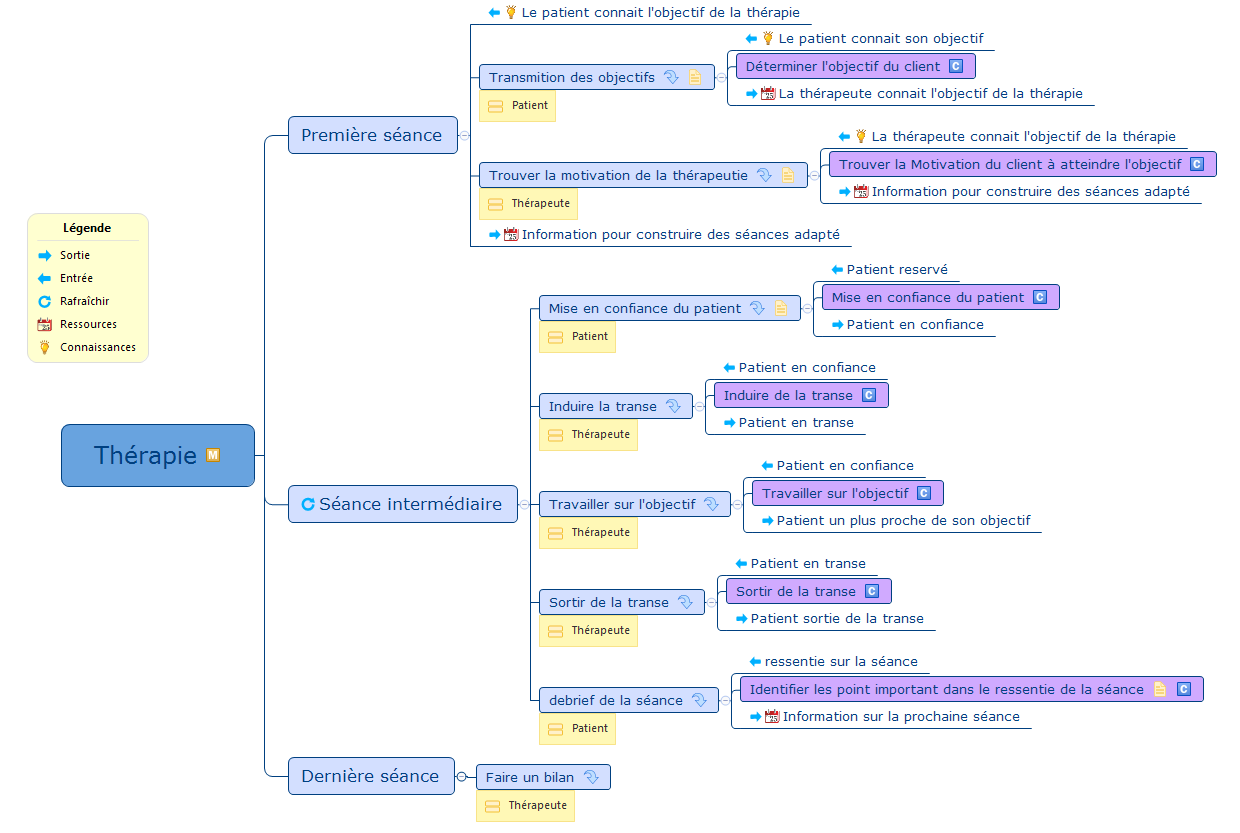 Le patient connait l'objectif de la thérapie
Le patient connait son objectif
Transmition des objectifs
Déterminer l'objectif du client C
Patient
La thérapeute connait l'objectif de la thérapie
Première séance
La thérapeute connait l'objectif de la thérapie
Trouver la motivation de la thérapeutie
Trouver la Motivation du client à atteindre l'objectif C
Thérapeute
Information pour construire des séances adapté
Information pour construire des séances adapté
Légende
Sortie
Entrée
Rafraîchir
Ressources
Connaissances
Thérapie M
Séance intermédiaire
Patient reservé
Mise en confiance du patient
Mise en confiance du patient C
Patient
Patient en confiance
Patient en confiance
Induire la transe
Induire de la transe C
Thérapeute
Patient en transe
Patient en confiance
Travailler sur l'objectif
Travailler sur l'objectif C
Thérapeute
Patient un plus proche de son objectif
Patient en transe
Sortir de la transe
Sortir de la transe C
Thérapeute
Patient sortie de la transe
ressentie sur la séance
debrief de la séance
Identifier les point important dans le ressentie de la séance C
Patient
Information sur la prochaine séance
Dernière séance
Faire un bilan
Thérapeute